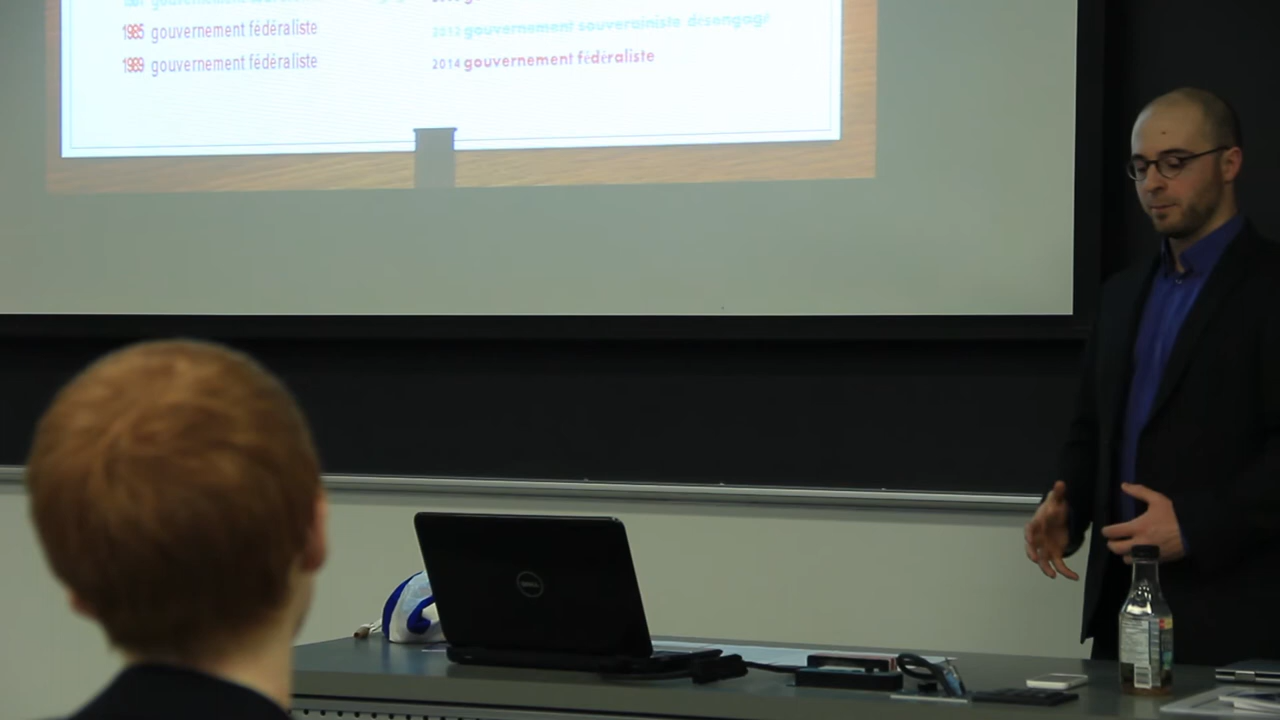 1985 gouvernement fédéraliste
1989 gouvernement fédéraliste
2012 gouvernement souverainiste désengagé
2014 gouvernement fédéraliste
DELL